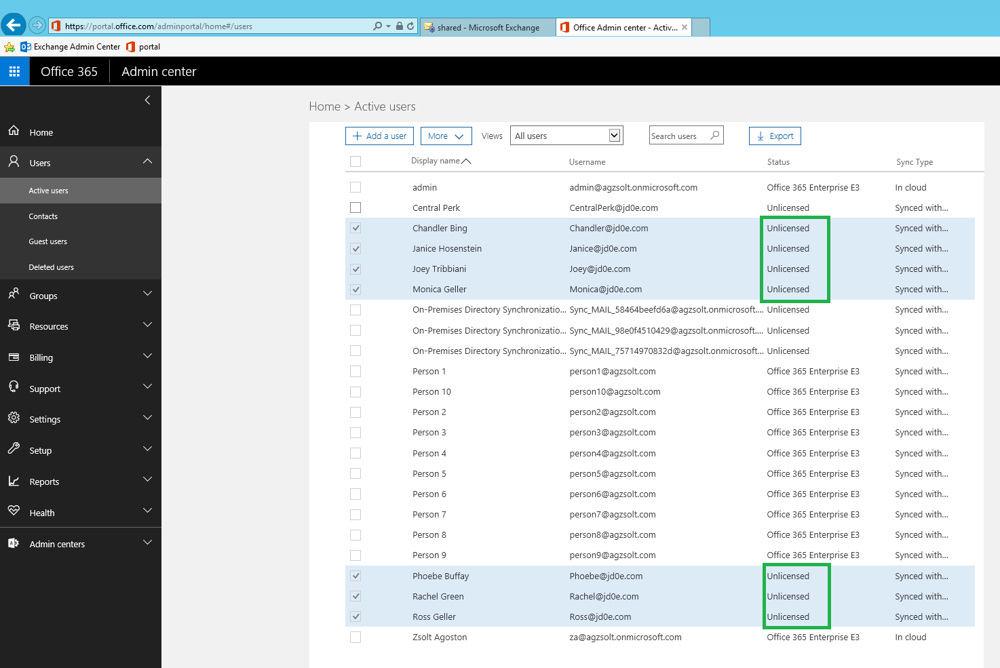 https://portal.office.com/adminportal/home#/users
shared - Microsoft Exchange
Office Admin center - Activ...
Exchange Admin Center
portal
Office 365
Admin center
Home
Users
Active users
Contacts
Guest users
Deleted users
Groups
Resources
Billing
Support
Settings
Setup
Reports
Health
Admin centers
Home > Active users
Add a user More Views All users Search users Export
Display name Username Status Sync Type
admin admin@agzsolt.onmicrosoft.com Office 365 Enterprise E3 In cloud
Central Perk CentralPerk@jd0e.com Unlicensed Synced with...
Chandler Bing Chandler@jd0e.com Unlicensed Synced with...
Janice Hosenstein Janice@jd0e.com Unlicensed Synced with...
Joey Tribbiani Joey@jd0e.com Unlicensed Synced with...
Monica Geller Monica@jd0e.com Unlicensed Synced with...
On-Premises Directory Synchronizatio... Sync_MAIL_58464beefd6a@agzsolt.onmicrosoft.... Unlicensed Synced with...
On-Premises Directory Synchronizatio... Sync_MAIL_98e0f4510429@agzsolt.onmicrosoft.... Unlicensed Synced with...
On-Premises Directory Synchronizatio... Sync_MAIL_75714970832d@agzsolt.onmicrosoft... Unlicensed Synced with...
Person 1 person1@agzsolt.com Office 365 Enterprise E3 Synced with...
Person 10 person10@agzsolt.com Office 365 Enterprise E3 Synced with...
Person 2 person2@agzsolt.com Office 365 Enterprise E3 Synced with...
Person 3 person3@agzsolt.com Office 365 Enterprise E3 Synced with...
Person 4 person4@agzsolt.com Office 365 Enterprise E3 Synced with...
Person 5 person5@agzsolt.com Office 365 Enterprise E3 Synced with...
Person 6 person6@agzsolt.com Office 365 Enterprise E3 Synced with...
Person 7 person7@agzsolt.com Office 365 Enterprise E3 Synced with...
Person 8 person8@agzsolt.com Office 365 Enterprise E3 Synced with...
Person 9 person9@agzsolt.com Office 365 Enterprise E3 Synced with...
Phoebe Buffay Phoebe@jd0e.com Unlicensed Synced with...
Rachel Green Rachel@jd0e.com Unlicensed Synced with...
Ross Geller Ross@jd0e.com Unlicensed Synced with...
Zsolt Agoston za@agzsolt.onmicrosoft.com Office 365 Enterprise E3 In cloud